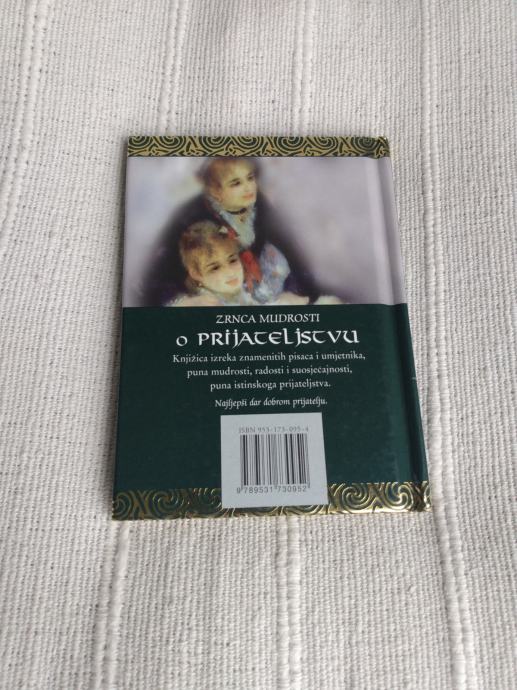 ZRNCA MUDROSTI
O PRIJATELJSTVU
Knjižica izreka znamenitih pisaca i umjetnika,
puna mudrosti, radosti i suosjećajnosti,
puna istinskoga prijateljstva.
Najljepši dar dobrom prijatelju.
ISBN 953-173-095-4
9 789531 730952